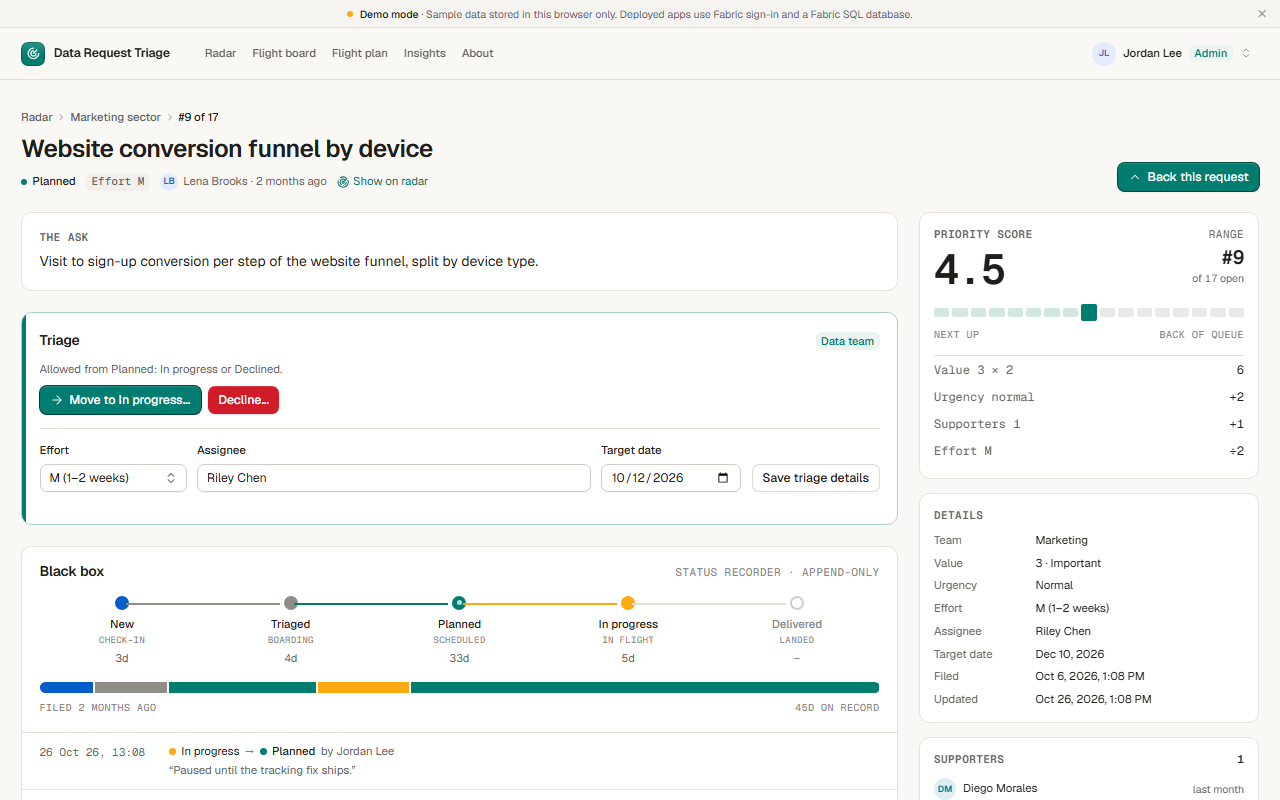 Demo mode · Sample data stored in this browser only. Deployed apps use Fabric sign-in and a Fabric SQL database.
Data Request Triage
Radar Flight board Flight plan Insights About
JL Jordan Lee Admin
Radar > Marketing sector > #9 of 17
Website conversion funnel by device
Planned Effort M LB Lena Brooks · 2 months ago Show on radar
Back this request
THE ASK
Visit to sign-up conversion per step of the website funnel, split by device type.
Triage
Data team
Allowed from Planned: In progress or Declined.
Move to In progress… Decline…
Effort Assignee Target date
M (1–2 weeks) Riley Chen 10/12/2026 Save triage details
Black box
STATUS RECORDER · APPEND-ONLY
New Triaged Planned In progress Delivered
CHECK-IN BOARDING SCHEDULED IN FLIGHT LANDED
3d 4d 33d 5d –
FILED 2 MONTHS AGO 45D ON RECORD
26 Oct 26, 13:08 In progress → Planned by Jordan Lee
“Paused until the tracking fix ships.”
PRIORITY SCORE RANGE
4.5 #9
of 17 open
NEXT UP BACK OF QUEUE
Value 3 × 2 6
Urgency normal +2
Supporters 1 +1
Effort M ÷2
DETAILS
Team Marketing
Value 3 · Important
Urgency Normal
Effort M (1–2 weeks)
Assignee Riley Chen
Target date Dec 10, 2026
Filed Oct 6, 2026, 1:08 PM
Updated Oct 26, 2026, 1:08 PM
SUPPORTERS 1
DM Diego Morales last month